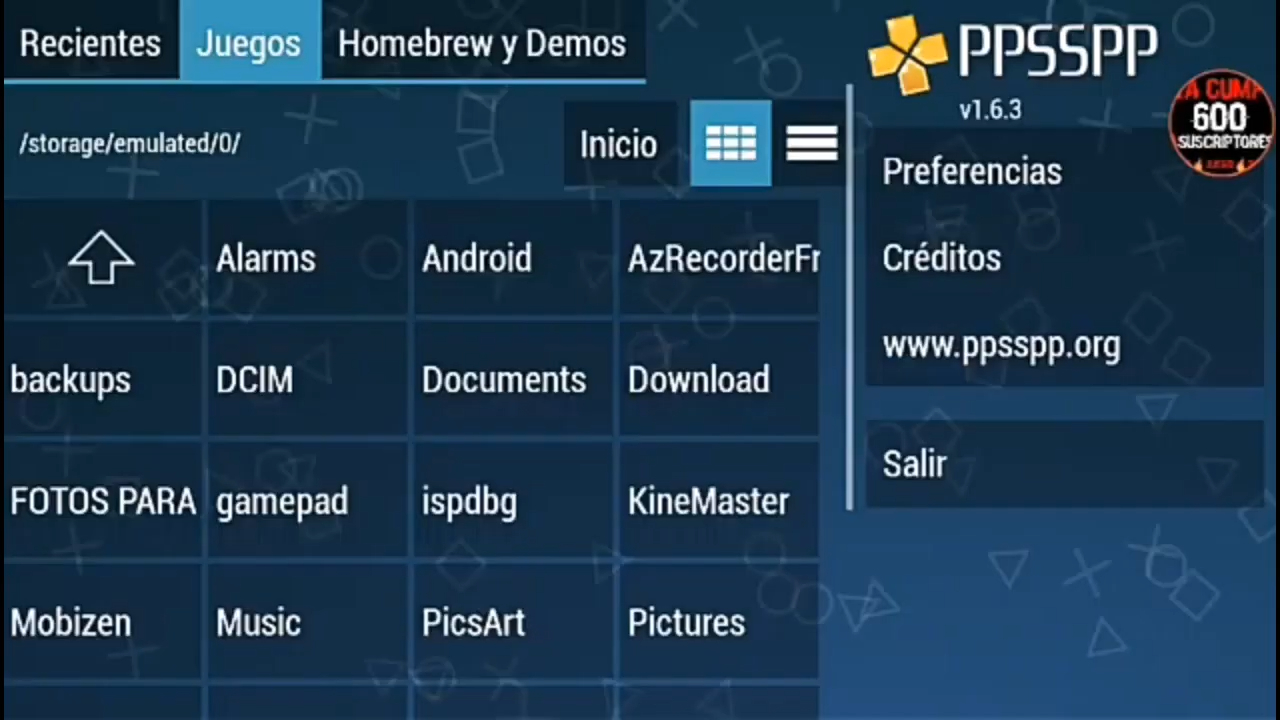 Recientes Juegos Homebrew y Demos
PPSSPP
v1.6.3
600
SUSCRIPTORES
/storage/emulated/0/
Inicio
Preferencias
Créditos
www.ppsspp.org
Salir
Alarms Android AzRecorderFr
backups DCIM Documents Download
FOTOS PARA gamepad ispdbg KineMaster
Mobizen Music PicsArt Pictures